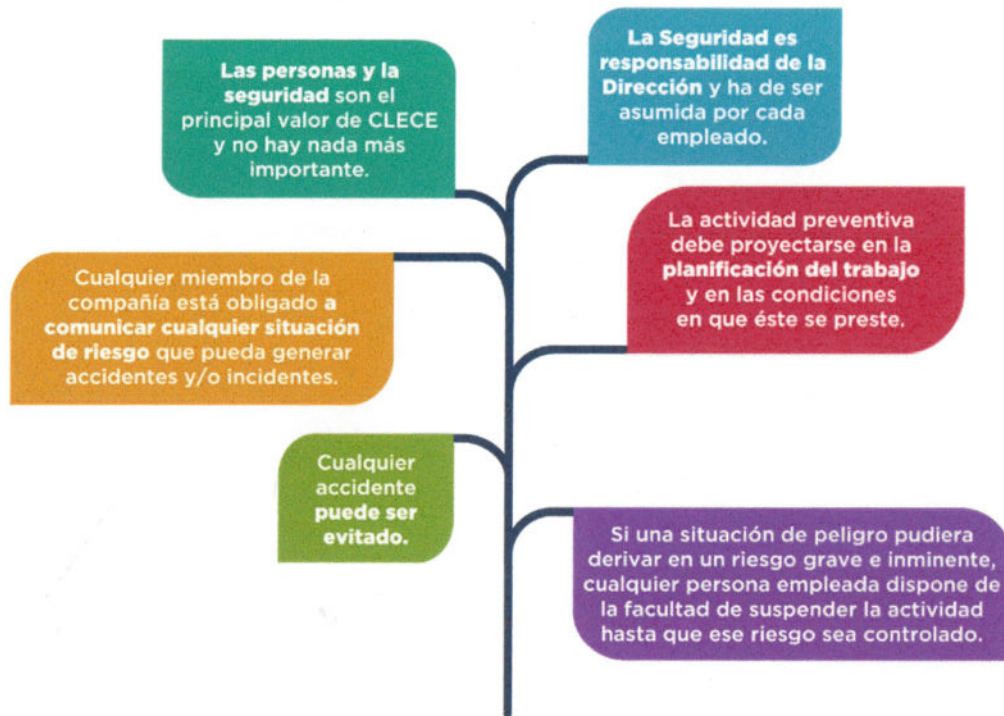 Las personas y la
seguridad son el
principal valor de CLECE
y no hay nada más
importante.
La Seguridad es
responsabilidad de la
Dirección y ha de ser
asumida por cada
empleado.
Cualquier miembro de la
compañía está obligado a
comunicar cualquier situación
de riesgo que pueda generar
accidentes y/o incidentes.
La actividad preventiva
debe proyectarse en la
planificación del trabajo
y en las condiciones
en que éste se preste.
Cualquier
accidente
puede ser
evitado.
Si una situación de peligro pudiera
derivar en un riesgo grave e inminente,
cualquier persona empleada dispone de
la facultad de suspender la actividad
hasta que ese riesgo sea controlado.